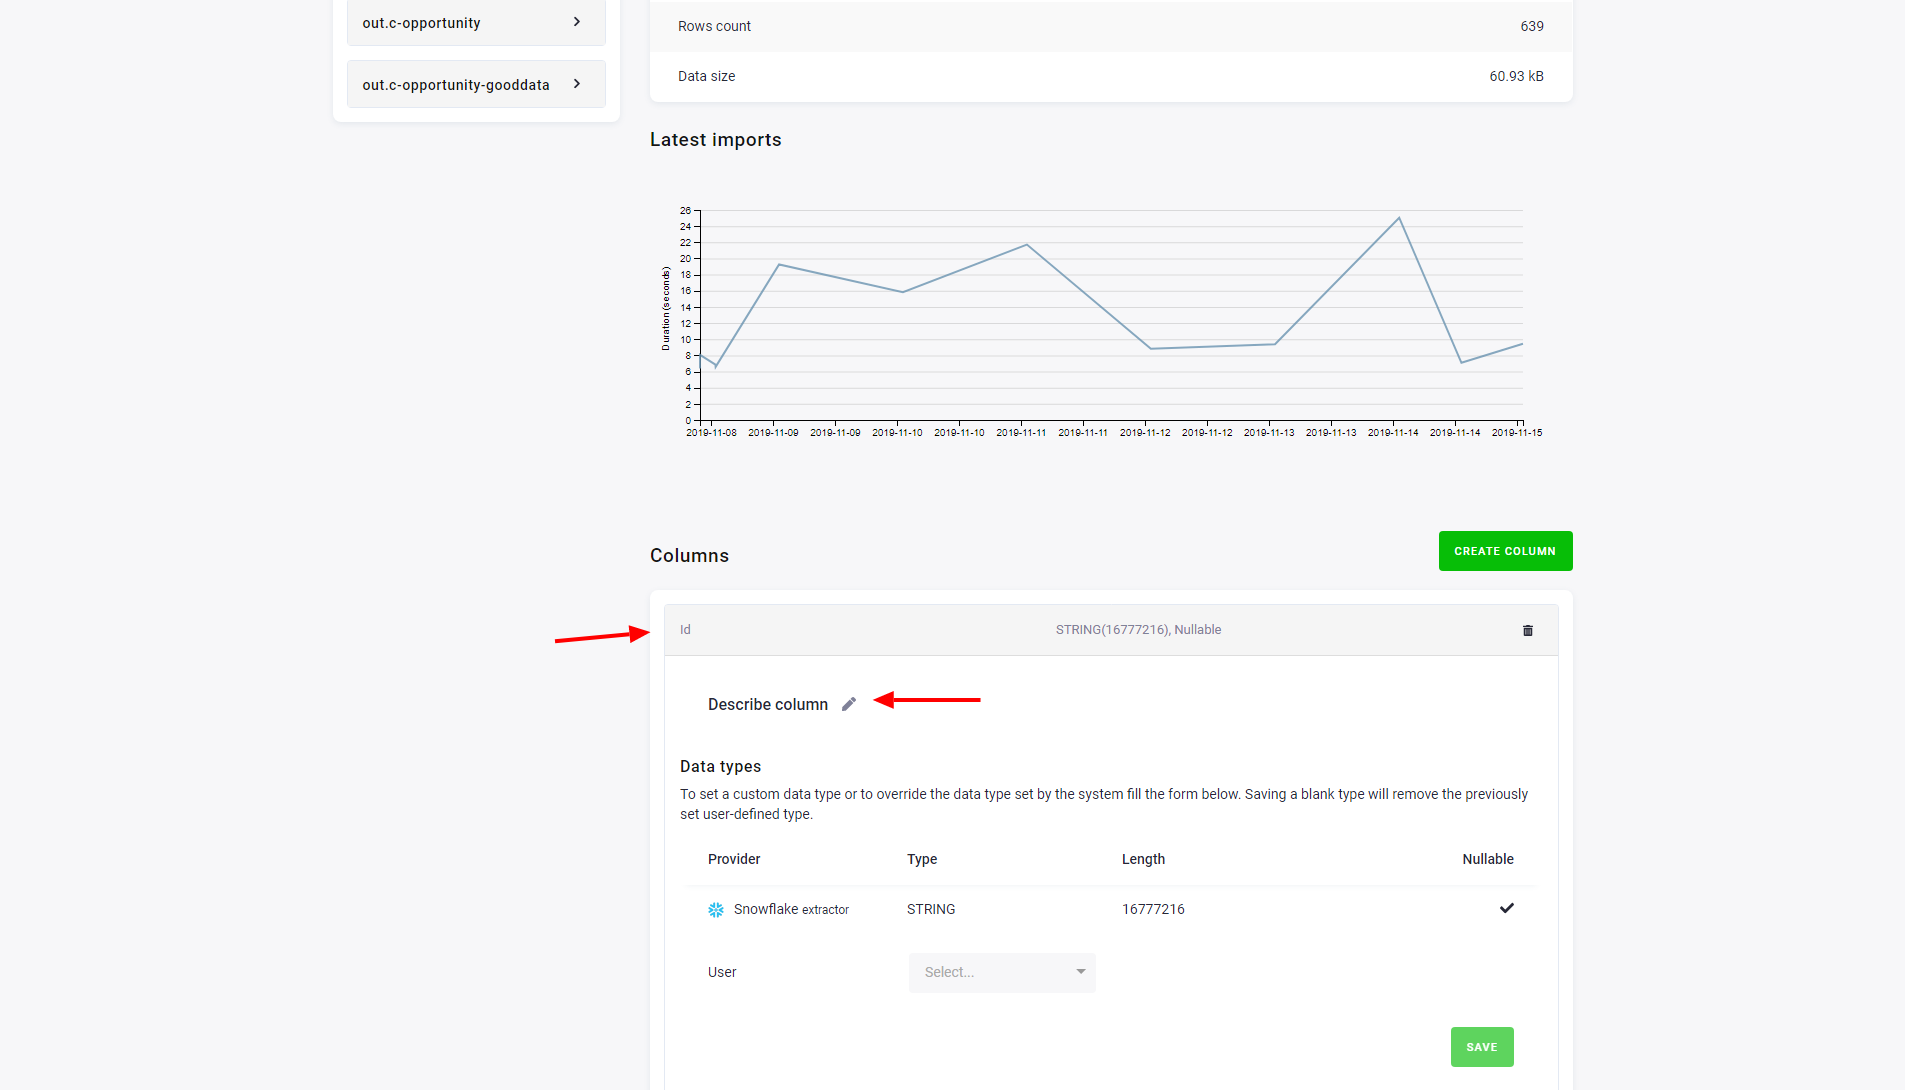 out.c-opportunity
out.c-opportunity-gooddata
Rows count 639
Data size 60.93 kB
Latest imports
Duration (seconds)
26
24
22
20
18
16
14
12
10
8
6
4
2
0
2019-11-08 2019-11-09 2019-11-09 2019-11-10 2019-11-10 2019-11-11 2019-11-11 2019-11-12 2019-11-12 2019-11-13 2019-11-13 2019-11-14 2019-11-14 2019-11-15
Columns
CREATE COLUMN
Id STRING(16777216), Nullable
Describe column
Data types
To set a custom data type or to override the data type set by the system fill the form below. Saving a blank type will remove the previously
set user-defined type.
Provider Type Length Nullable
Snowflake extractor STRING 16777216
User Select...
SAVE